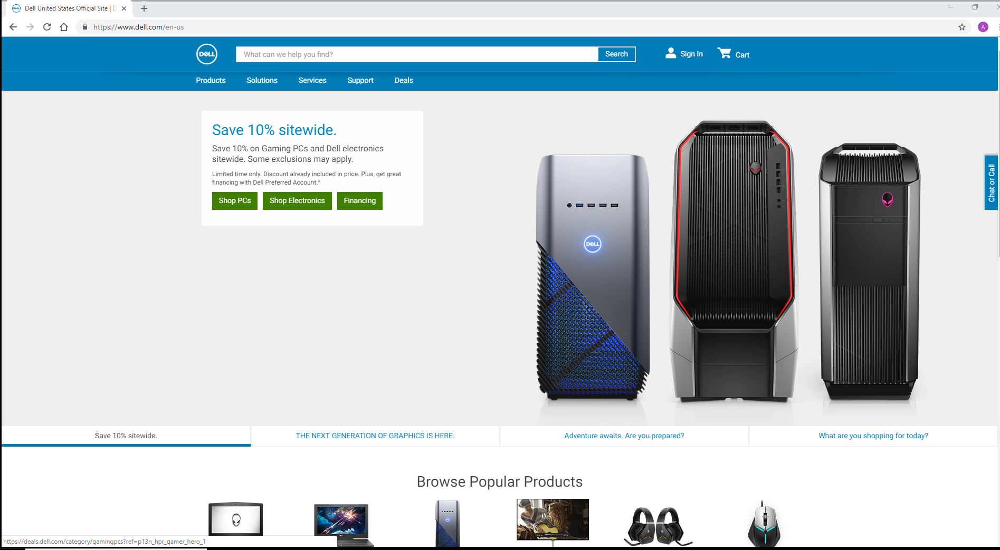 Dell United States Official Site | D
https://www.dell.com/en-us
A
DELL
What can we help you find?
Search
Sign In
Cart
Products
Solutions
Services
Support
Deals
Save 10% sitewide.
Save 10% on Gaming PCs and Dell electronics
sitewide. Some exclusions may apply.
Limited time only. Discount already included in price. Plus, get great
financing with Dell Preferred Account.^
Shop PCs
Shop Electronics
Financing
DELL
Chat or Call
Save 10% sitewide.
THE NEXT GENERATION OF GRAPHICS IS HERE.
Adventure awaits. Are you prepared?
What are you shopping for today?
Browse Popular Products
https://deals.dell.com/category/gamingpcs?ref=p13n_hpr_gamer_hero_1